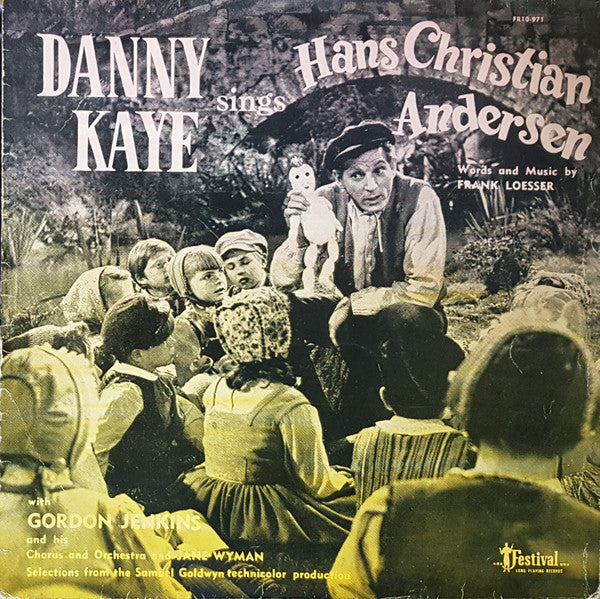 FR10-971
DANNY KAYE sings Hans Christian Andersen
Words and Music by
FRANK LOESSER
with
GORDON JENKINS
and his
Chorus and Orchestra and JANE WYMAN
Selections from the Samuel Goldwyn technicolor production
...Festival...
LONG PLAYING RECORDS